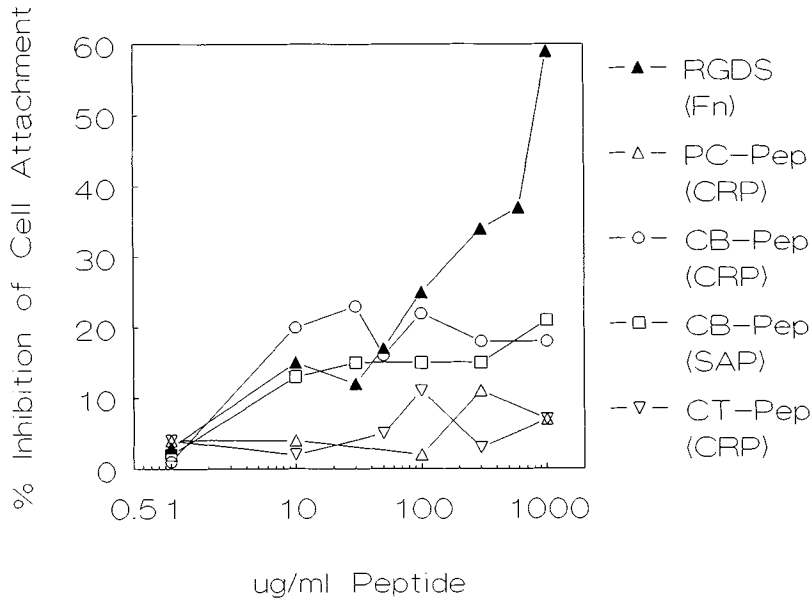 % Inhibition of Cell Attachment
60
50
40
30
20
10
0
0.5 1 10 100 1000
ug/ml Peptide
RGDS
(Fn)
PC-Pep
(CRP)
CB-Pep
(CRP)
CB-Pep
(SAP)
CT-Pep
(CRP)